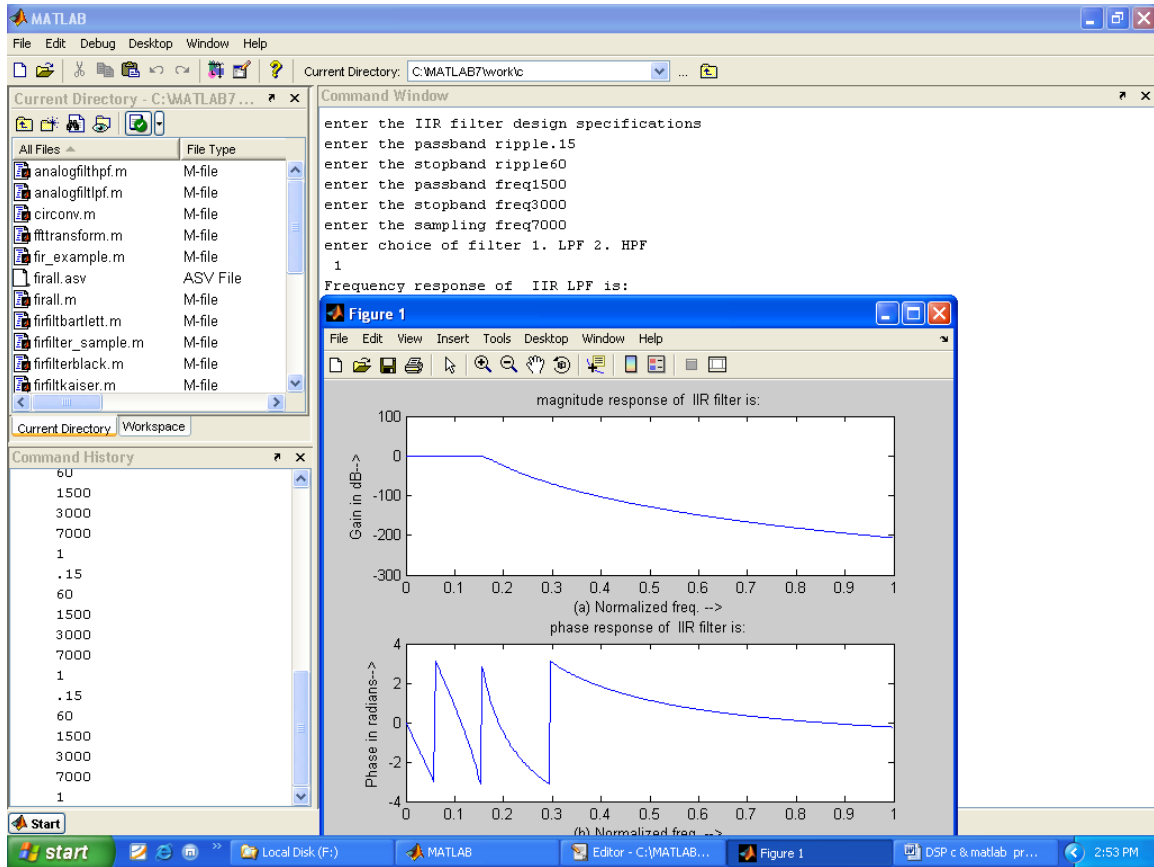 MATLAB
File Edit Debug Desktop Window Help
Current Directory: C:\MATLAB7\work\c
...
Current Directory - C:\MATLAB7 ...
All Files
File Type
analogfilthpf.m M-file
analogfiltlpf.m M-file
circonv.m M-file
ffttransform.m M-file
fir_example.m M-file
firall.asv ASV File
firall.m M-file
firfiltbartlett.m M-file
firfilter_sample.m M-file
firfilterblack.m M-file
firfiltkaiser.m M-file
Current Directory Workspace
Command History
60
1500
3000
7000
1
.15
60
1500
3000
7000
1
.15
60
1500
3000
7000
1
Command Window
enter the IIR filter design specifications
enter the passband ripple.15
enter the stopband ripple60
enter the passband freq1500
enter the stopband freq3000
enter the sampling freq7000
enter choice of filter 1. LPF 2. HPF
1
Frequency response of IIR LPF is:
Figure 1
File Edit View Insert Tools Desktop Window Help
magnitude response of IIR filter is:
Gain in dB-->
100
0
-100
-200
-300
0 0.1 0.2 0.3 0.4 0.5 0.6 0.7 0.8 0.9 1
(a) Normalized freq. -->
phase response of IIR filter is:
Phase in radians-->
4
2
0
-2
-4
0 0.1 0.2 0.3 0.4 0.5 0.6 0.7 0.8 0.9 1
(b) Normalized freq. -->
Start
start
Local Disk (F:)
MATLAB
Editor - C:\MATLAB...
Figure 1
DSP c & matlab pr...
2:53 PM